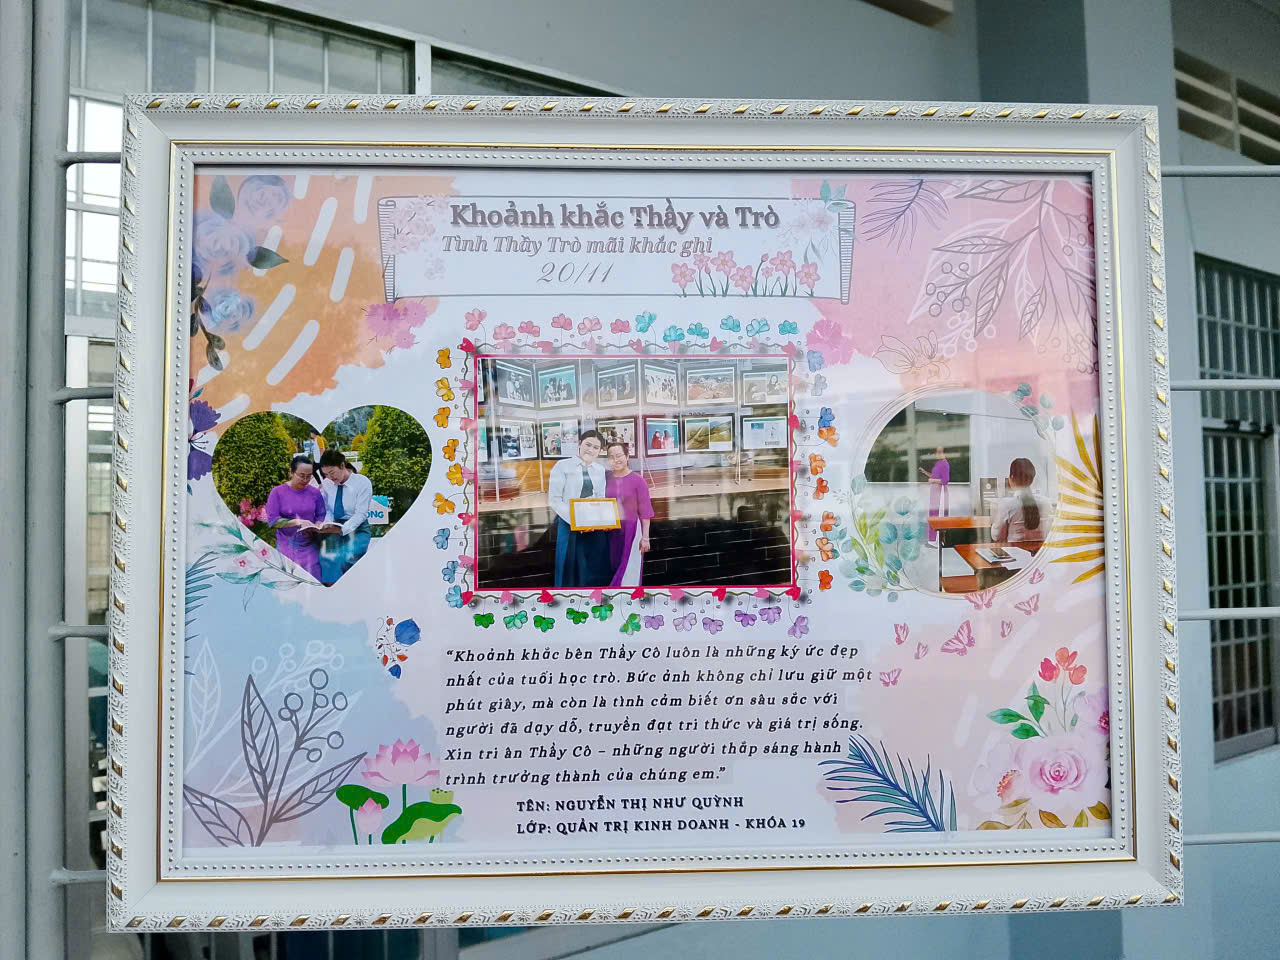 Khoảnh khắc Thầy và Trò
Tình Thầy Trò mãi khắc ghi
20/11
“Khoảnh khắc bên Thầy Cô luôn là những ký ức đẹp
nhất của tuổi học trò. Bức ảnh không chỉ lưu giữ một
phút giây, mà còn là tình cảm biết ơn sâu sắc với
người đã dạy dỗ, truyền đạt tri thức và giá trị sống.
Xin tri ân Thầy Cô – những người thắp sáng hành
trình trưởng thành của chúng em.”
TÊN: NGUYỄN THỊ NHƯ QUỲNH
LỚP: QUẢN TRỊ KINH DOANH - KHÓA 19